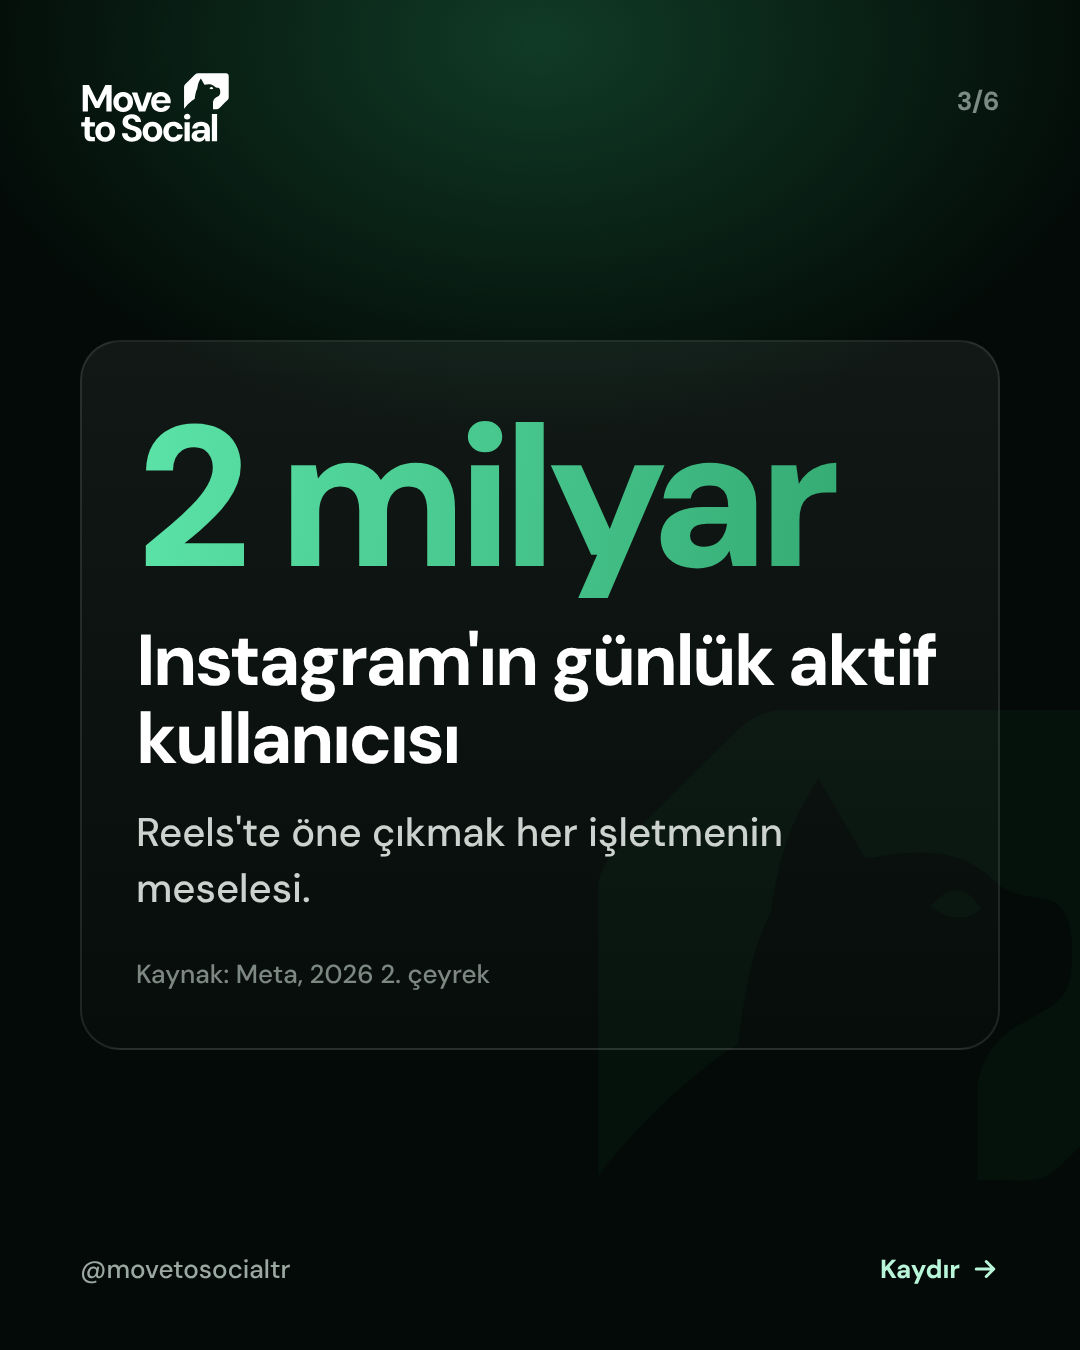 Move
to Social
3/6
2 milyar
Instagram'ın günlük aktif
kullanıcısı
Reels'te öne çıkmak her işletmenin
meselesi.
Kaynak: Meta, 2026 2. çeyrek
@movetosocialtr
Kaydır →